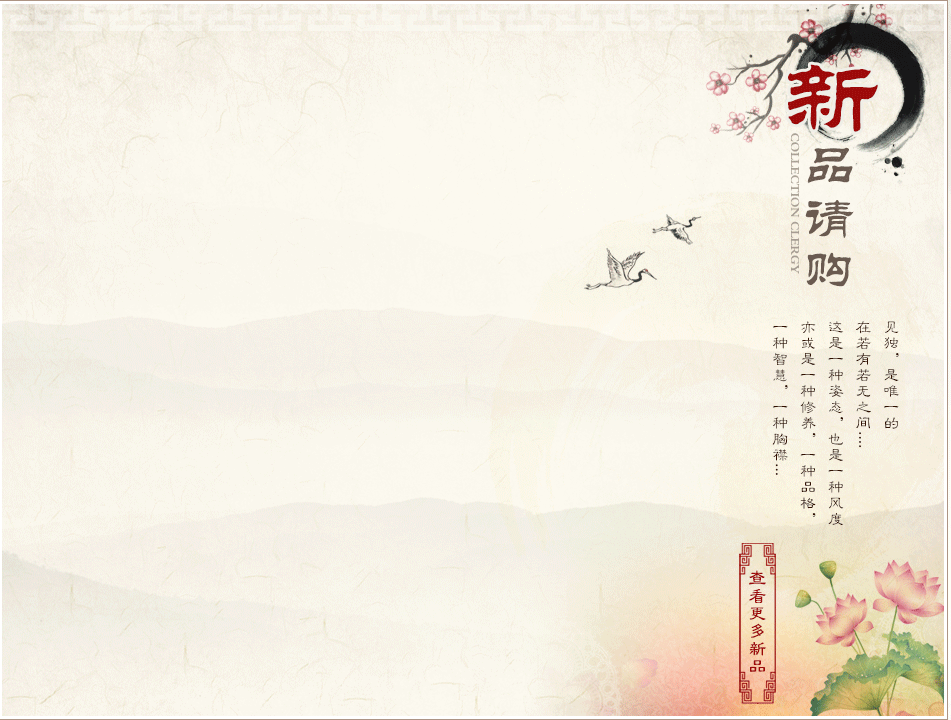 新品请购
COLLECTION CLERGY
见独，是唯一的
在若有若无之间…
这是一种姿态，也是一种风度
亦或是一种修养，一种品格，
一种智慧，一种胸襟…
查看更多新品